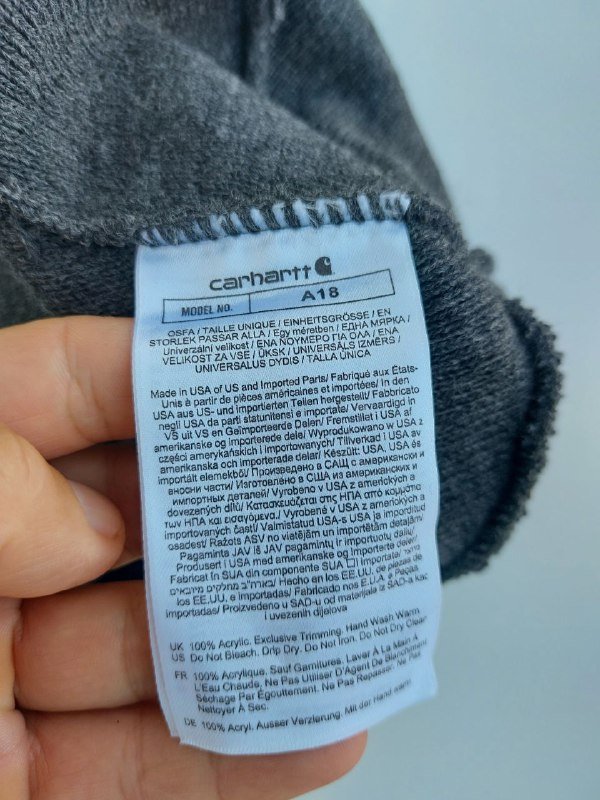 carhartt
MODEL NO. A18
OSFA / TAILLE UNIQUE / EINHEITSGRÖSSE / EN
STORLEK PASSAR ALLA / Egy méretben / ЕДНА МЯРКА /
Univerzalni velikost / ENA ΝΟΥΜΕΡΟ ΓΙΑ ΟΛΑ / ENA
VELIKOST ZA VSE / ÜKSK / UNIVERSĀLS IZMĒRS /
UNIVERSALUS DYDIS / TALLA ÚNICA
Made in USA of US and Imported Parts/ Fabriqué aux États-
Unis à partir de pièces américaines et importées/ In den
USA aus US- und importierten Teilen hergestellt/ Fabbricato
negli USA da parti statunitensi e importate/ Vervaardigd in
VS uit VS en Geïmporteerde delen/ Fremstillet i USA af
amerikanske og importerede dele/ Wyprodukowano w USA z
części amerykańskich i importowanych/ Tillverkad i USA av
amerikanska och importerade delar/ Készült: USA, USA és
importált elemekből/ Произведено в САЩ с американски и
вносни части/ Изготовлено в США из американских и
импортных деталей/ Vyrobeno v USA z amerických a
dovezených dílů/ Κατασκευάζεται στις ΗΠΑ από κομμάτια
των ΗΠΑ και εισαγόμενα./ Vyrobené v USA z amerických a
importovaných častí/ Valmistatud USA-s USA ja imporditud
osadest/ Ražots ASV no vietējām un importētām detaļām/
Pagaminta JAV iš JAV pagamintų ir importuotų dalių/
Produsert i USA med amerikanske og importerte deler/
Fabricat în SUA din componente SUA și importate/
/ Hecho en los EE.UU. de piezas de
los EE.UU. e importadas/ Fabricado nos E.U.A. e Peças
importadas/ Proizvedeno u SAD-u od materijala iz SAD-a kao
i uvezenih dijelova
UK 100% Acrylic. Exclusive Trimming. Hand Wash Warm.
US Do Not Bleach. Drip Dry. Do Not Iron. Do Not Dry Clean
FR 100% Acrylique. Sauf Garnitures. Laver À La Main À
L'Eau Chaude. Ne Pas Utiliser D'Agent De Blanchiment
Séchage Par Égouttement. Ne Pas Repasser. Ne Pas
Nettoyer À Sec.
DE 100% Acryl. Ausser Verzierung. Mit der Hand warm